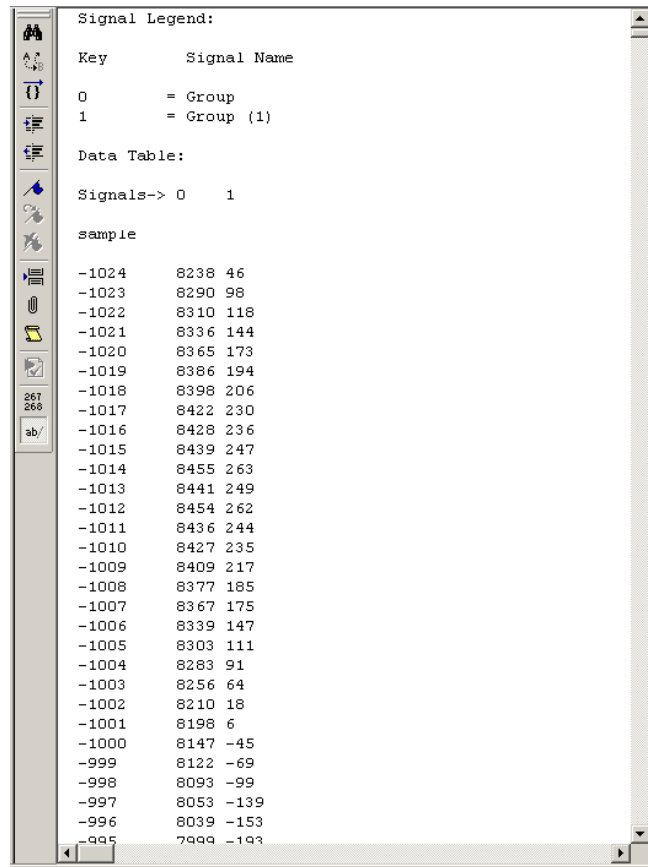 Signal Legend:
Key Signal Name
0 = Group
1 = Group (1)
Data Table:
Signals-> 0 1
sample
-1024 8238 46
-1023 8290 98
-1022 8310 118
-1021 8336 144
-1020 8365 173
-1019 8386 194
-1018 8398 206
-1017 8422 230
-1016 8428 236
-1015 8439 247
-1014 8455 263
-1013 8441 249
-1012 8454 262
-1011 8436 244
-1010 8427 235
-1009 8409 217
-1008 8377 185
-1007 8367 175
-1006 8339 147
-1005 8303 111
-1004 8283 91
-1003 8256 64
-1002 8210 18
-1001 8198 6
-1000 8147 -45
-999 8122 -69
-998 8093 -99
-997 8053 -139
-996 8039 -153
-995 7999 -193
A
B
{}
267
268
ab/